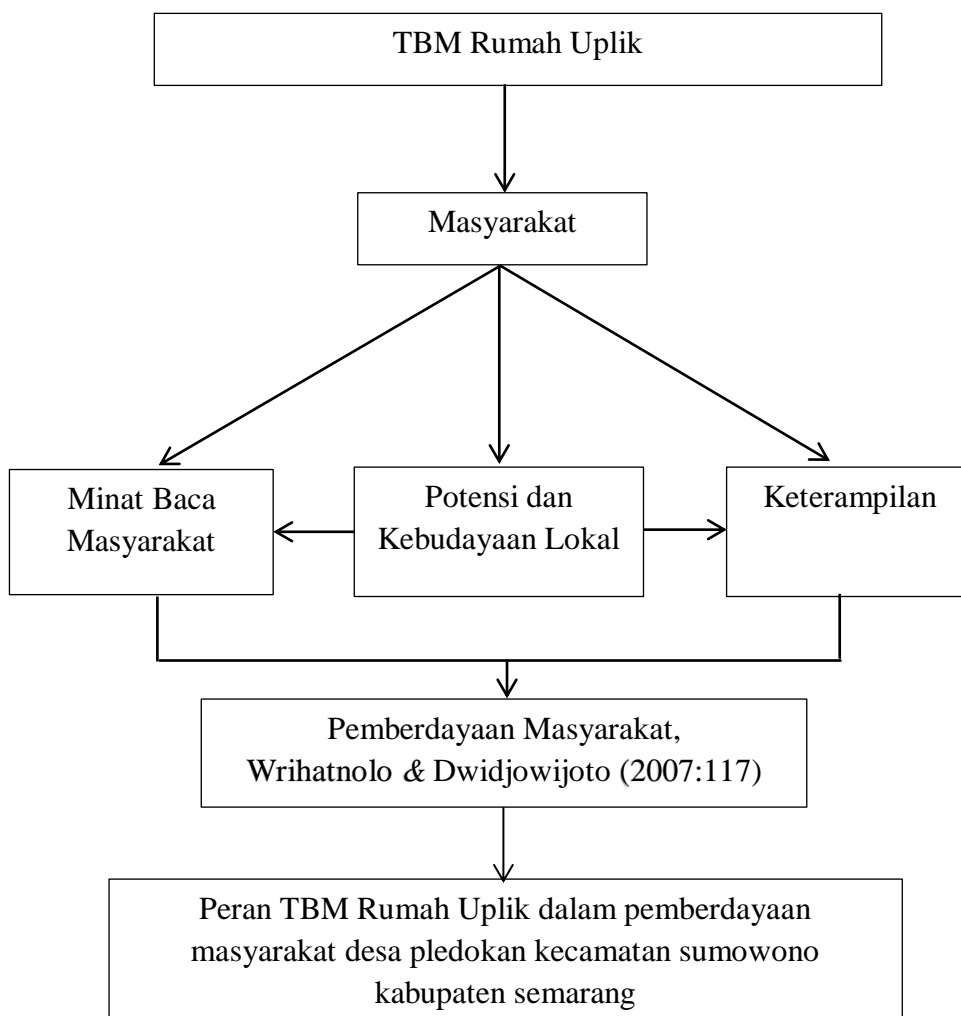 TBM Rumah Uplik
Masyarakat
Minat Baca
Masyarakat
Potensi dan
Kebudayaan Lokal
Keterampilan
Pemberdayaan Masyarakat,
Wrihatnolo & Dwidjowijoto (2007:117)
Peran TBM Rumah Uplik dalam pemberdayaan
masyarakat desa pledokan kecamatan sumowono
kabupaten semarang